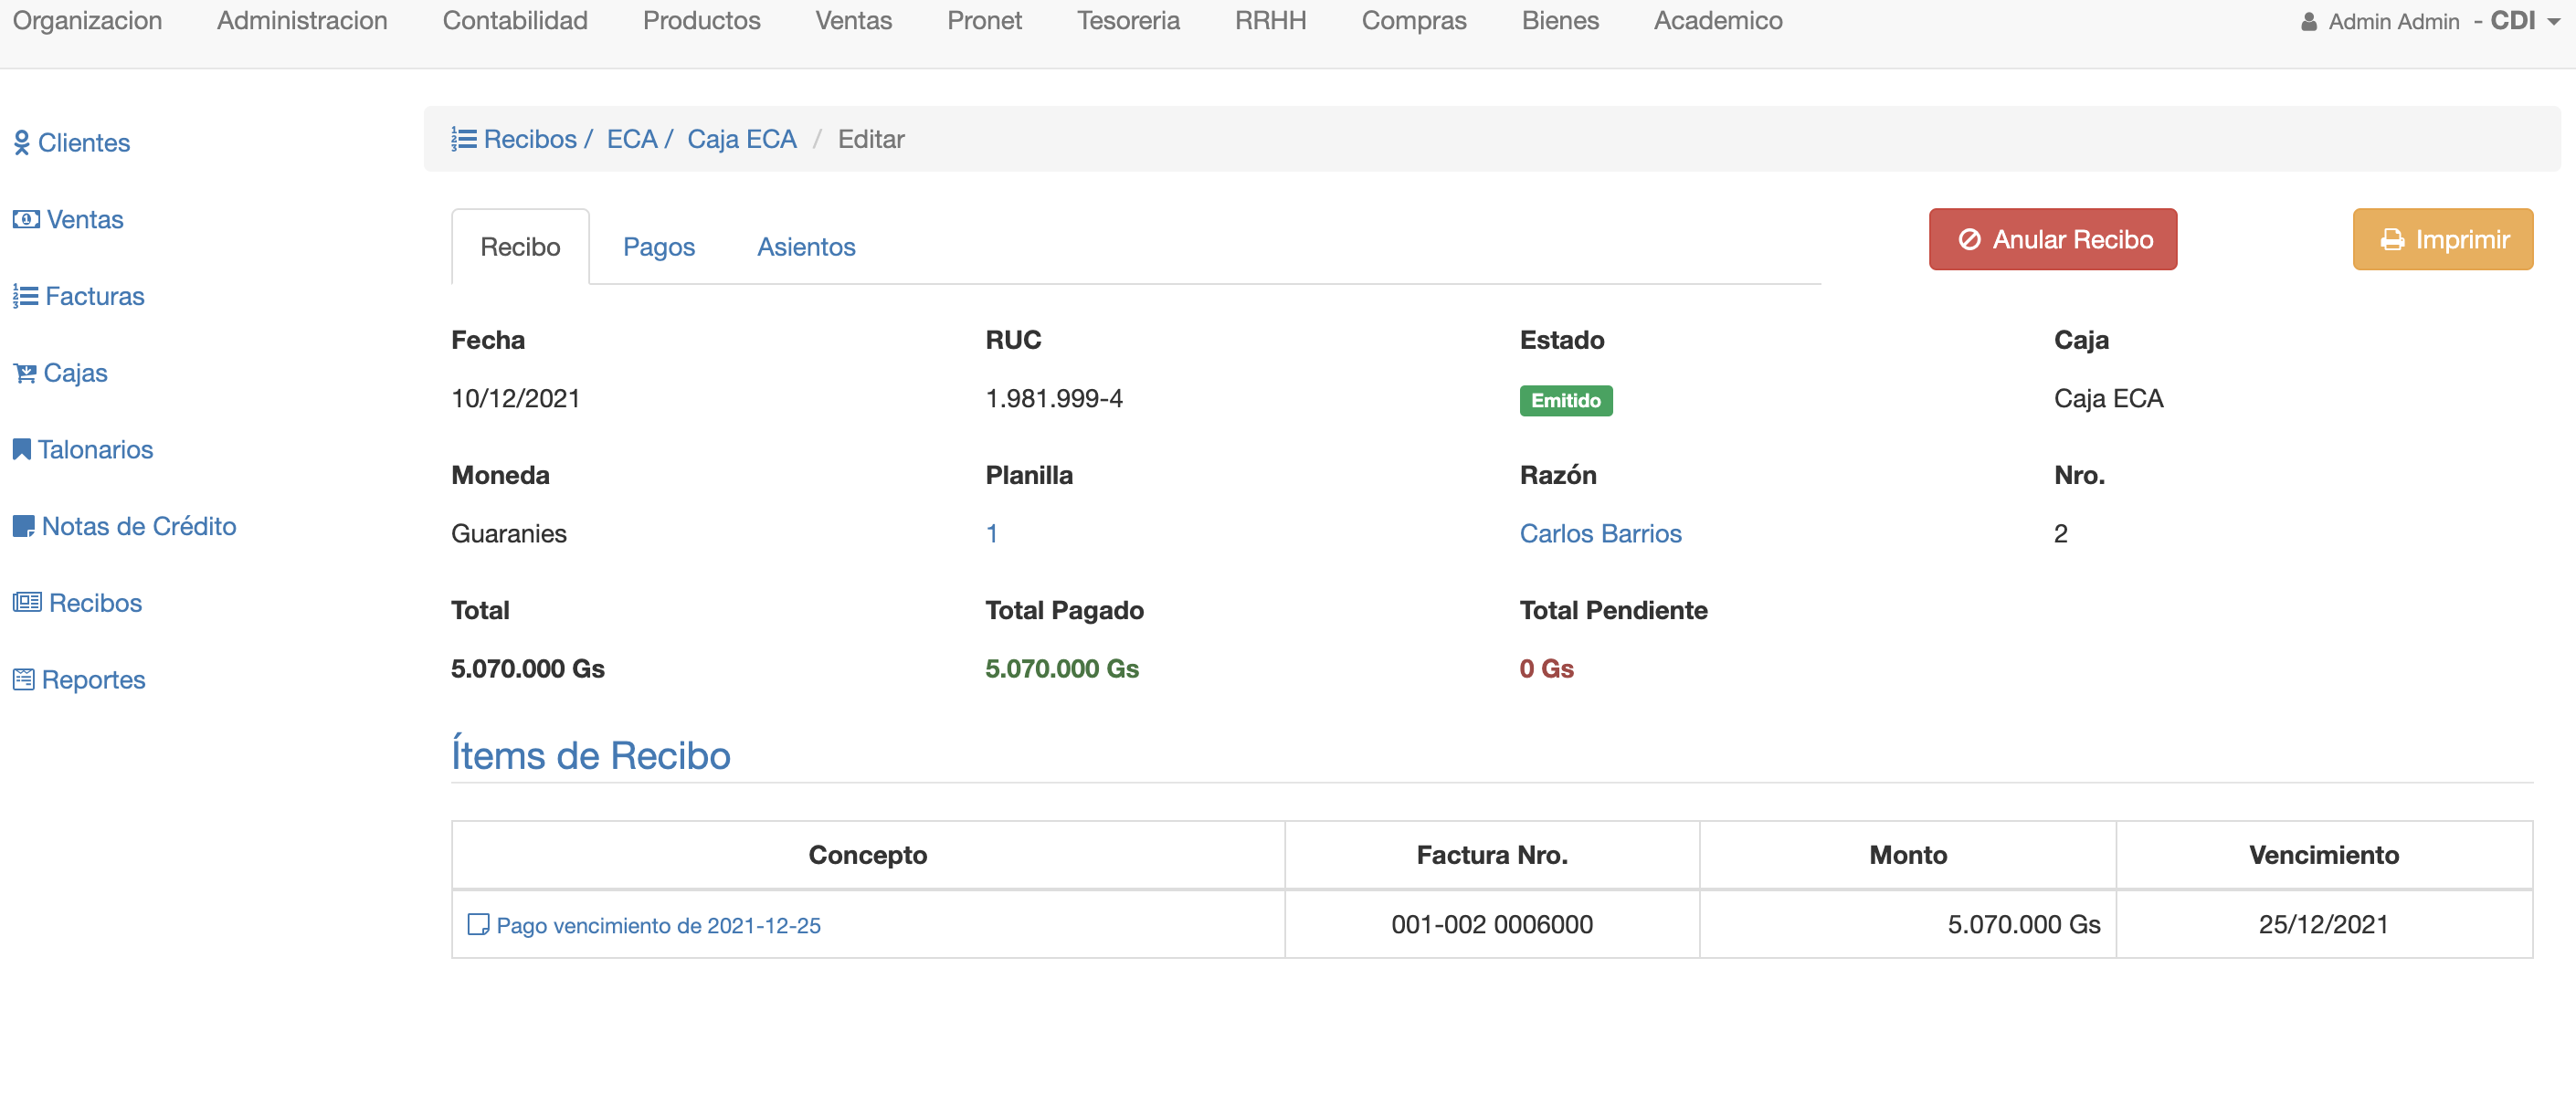 Organizacion Administracion Contabilidad Productos Ventas Pronet Tesoreria RRHH Compras Bienes Academico Admin Admin - CDI
Clientes
Ventas
Facturas
Cajas
Talonarios
Notas de Crédito
Recibos
Reportes
Recibos / ECA / Caja ECA / Editar
Recibo Pagos Asientos Anular Recibo Imprimir
Fecha RUC Estado Caja
10/12/2021 1.981.999-4 Emitido Caja ECA
Moneda Planilla Razón Nro.
Guaranies 1 Carlos Barrios 2
Total Total Pagado Total Pendiente
5.070.000 Gs 5.070.000 Gs 0 Gs
Ítems de Recibo
Concepto Factura Nro. Monto Vencimiento
Pago vencimiento de 2021-12-25 001-002 0006000 5.070.000 Gs 25/12/2021